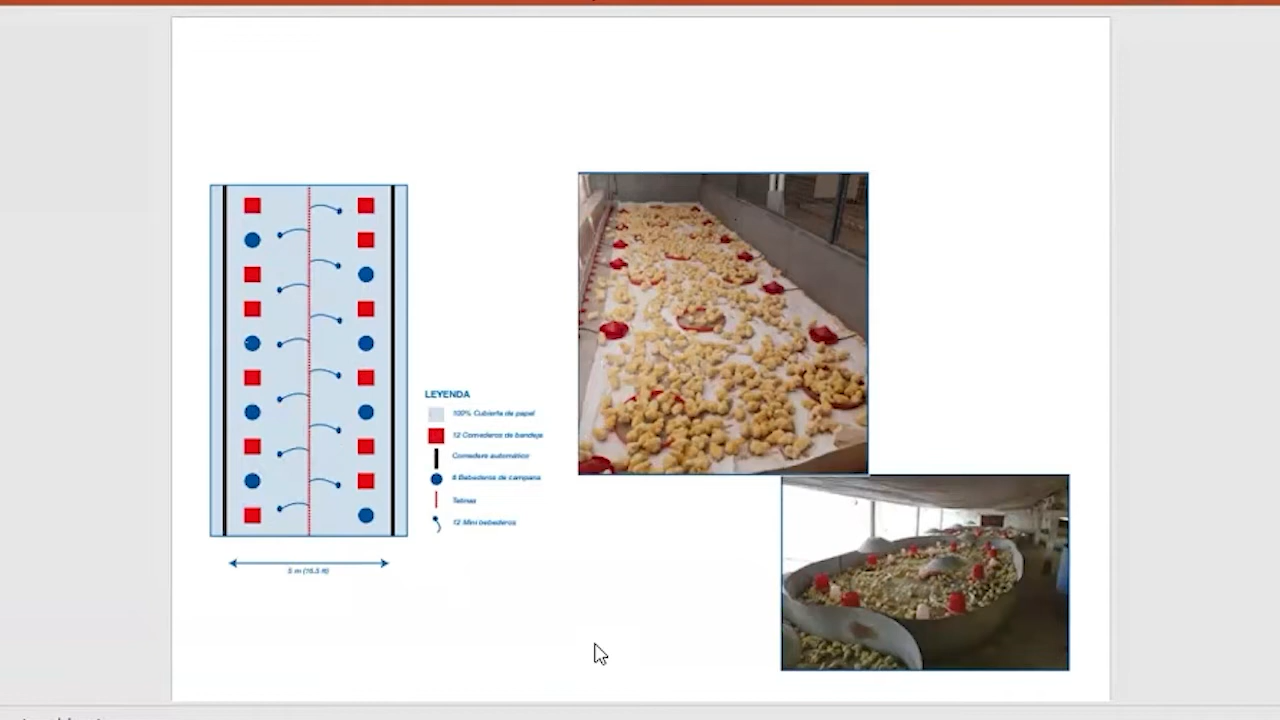 LEYENDA
100% Cubierta de papel
12 Comederos de bandeja
Comedero automático
8 Bebederos de campana
Tetinas
12 Mini bebederos
5 m (16.5 ft)